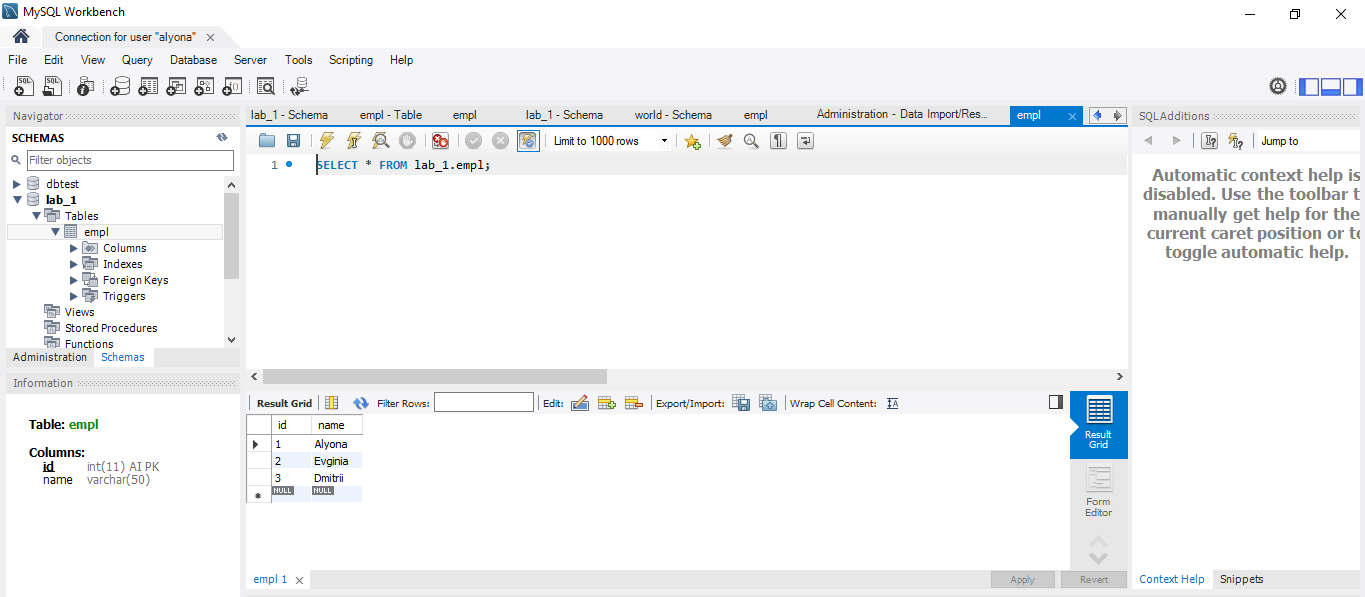 MySQL Workbench
Connection for user "alyona"
File Edit View Query Database Server Tools Scripting Help
Navigator
SCHEMAS
Filter objects
dbtest
lab_1
Tables
empl
Columns
Indexes
Foreign Keys
Triggers
Views
Stored Procedures
Functions
Administration Schemas
Information
Table: empl
Columns:
id int(11) AI PK
name varchar(50)
lab_1 - Schema empl - Table empl lab_1 - Schema world - Schema empl Administration - Data Import/Res... empl
Limit to 1000 rows
1 SELECT * FROM lab_1.empl;
Result Grid Filter Rows: Edit: Export/Import: Wrap Cell Content:
id name
1 Alyona
2 Evginia
3 Dmitrii
NULL NULL
Result
Grid
Form
Editor
empl 1
Apply Revert
SQLAdditions
Jump to
Automatic context help is
disabled. Use the toolbar t
manually get help for the
current caret position or to
toggle automatic help.
Context Help Snippets